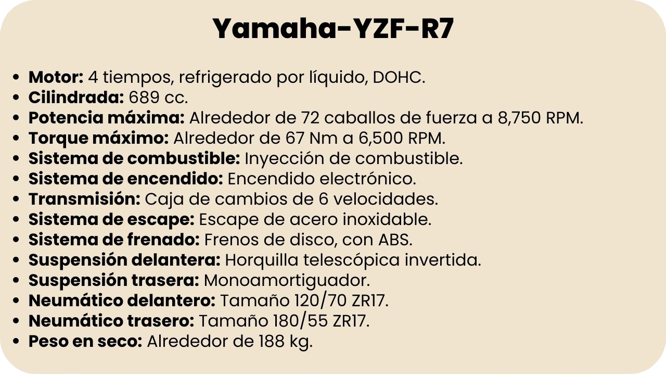 Yamaha-YZF-R7
• Motor: 4 tiempos, refrigerado por líquido, DOHC.
• Cilindrada: 689 cc.
• Potencia máxima: Alrededor de 72 caballos de fuerza a 8,750 RPM.
• Torque máximo: Alrededor de 67 Nm a 6,500 RPM.
• Sistema de combustible: Inyección de combustible.
• Sistema de encendido: Encendido electrónico.
• Transmisión: Caja de cambios de 6 velocidades.
• Sistema de escape: Escape de acero inoxidable.
• Sistema de frenado: Frenos de disco, con ABS.
• Suspensión delantera: Horquilla telescópica invertida.
• Suspensión trasera: Monoamortiguador.
• Neumático delantero: Tamaño 120/70 ZR17.
• Neumático trasero: Tamaño 180/55 ZR17.
• Peso en seco: Alrededor de 188 kg.